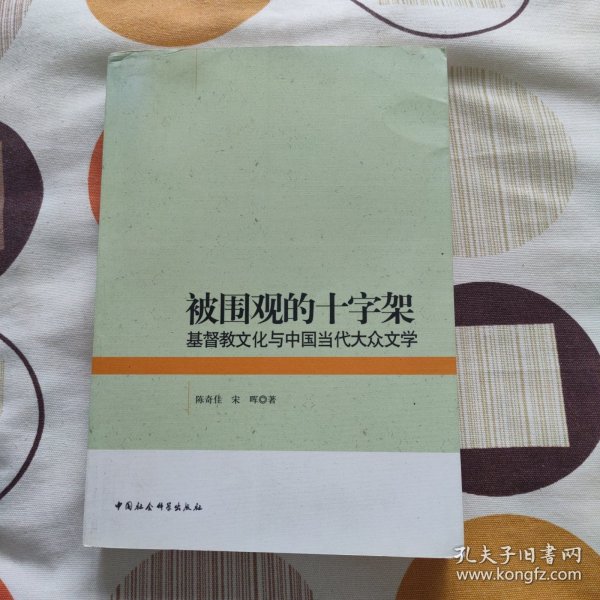 被围观的十字架
基督教文化与中国当代大众文学
陈奇佳 宋 晖◎著
中国社会科学出版社
孔夫子旧书网
www.kongfz.com